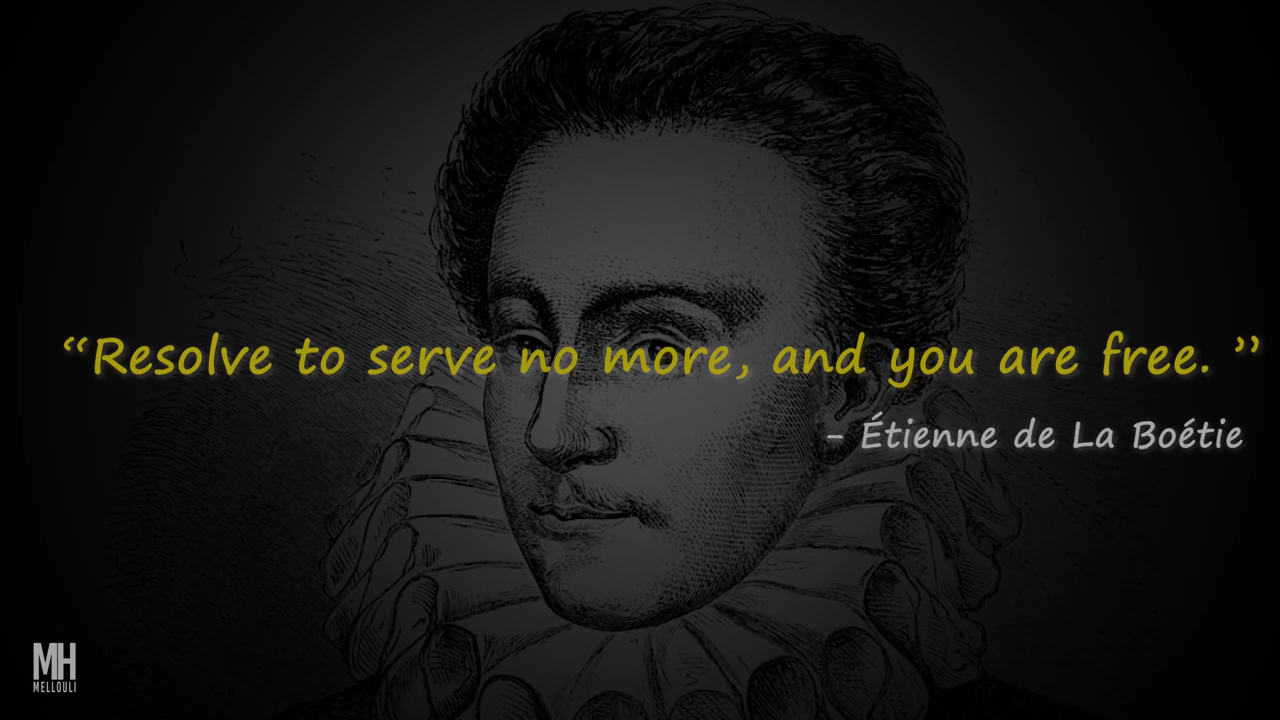 “Resolve to serve no more, and you are free. ”
- Étienne de La Boétie
MH
MELLOULI